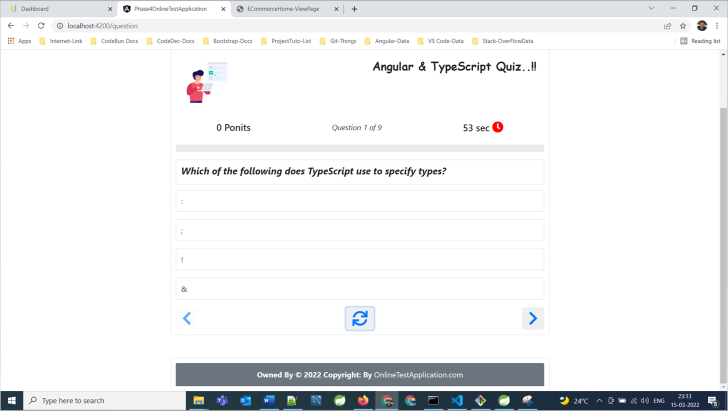 Dashboard
Phase4OnlineTestApplication
ECommerceHome-ViewPage
localhost:4200/question
Apps Internet-Link CodeBun Docs CodeDec-Docs Bootstrap-Docs ProjectTuto-List Git-Things Angular-Data VS Code-Data Stack-OverFlowData Reading list
Angular & TypeScript Quiz..!!
0 Ponits Question 1 of 9 53 sec
Which of the following does TypeScript use to specify types?
:
;
!
&
Owned By © 2022 Copyright: By OnlineTestApplication.com
Type here to search
24°C ENG
23:13
15-03-2022